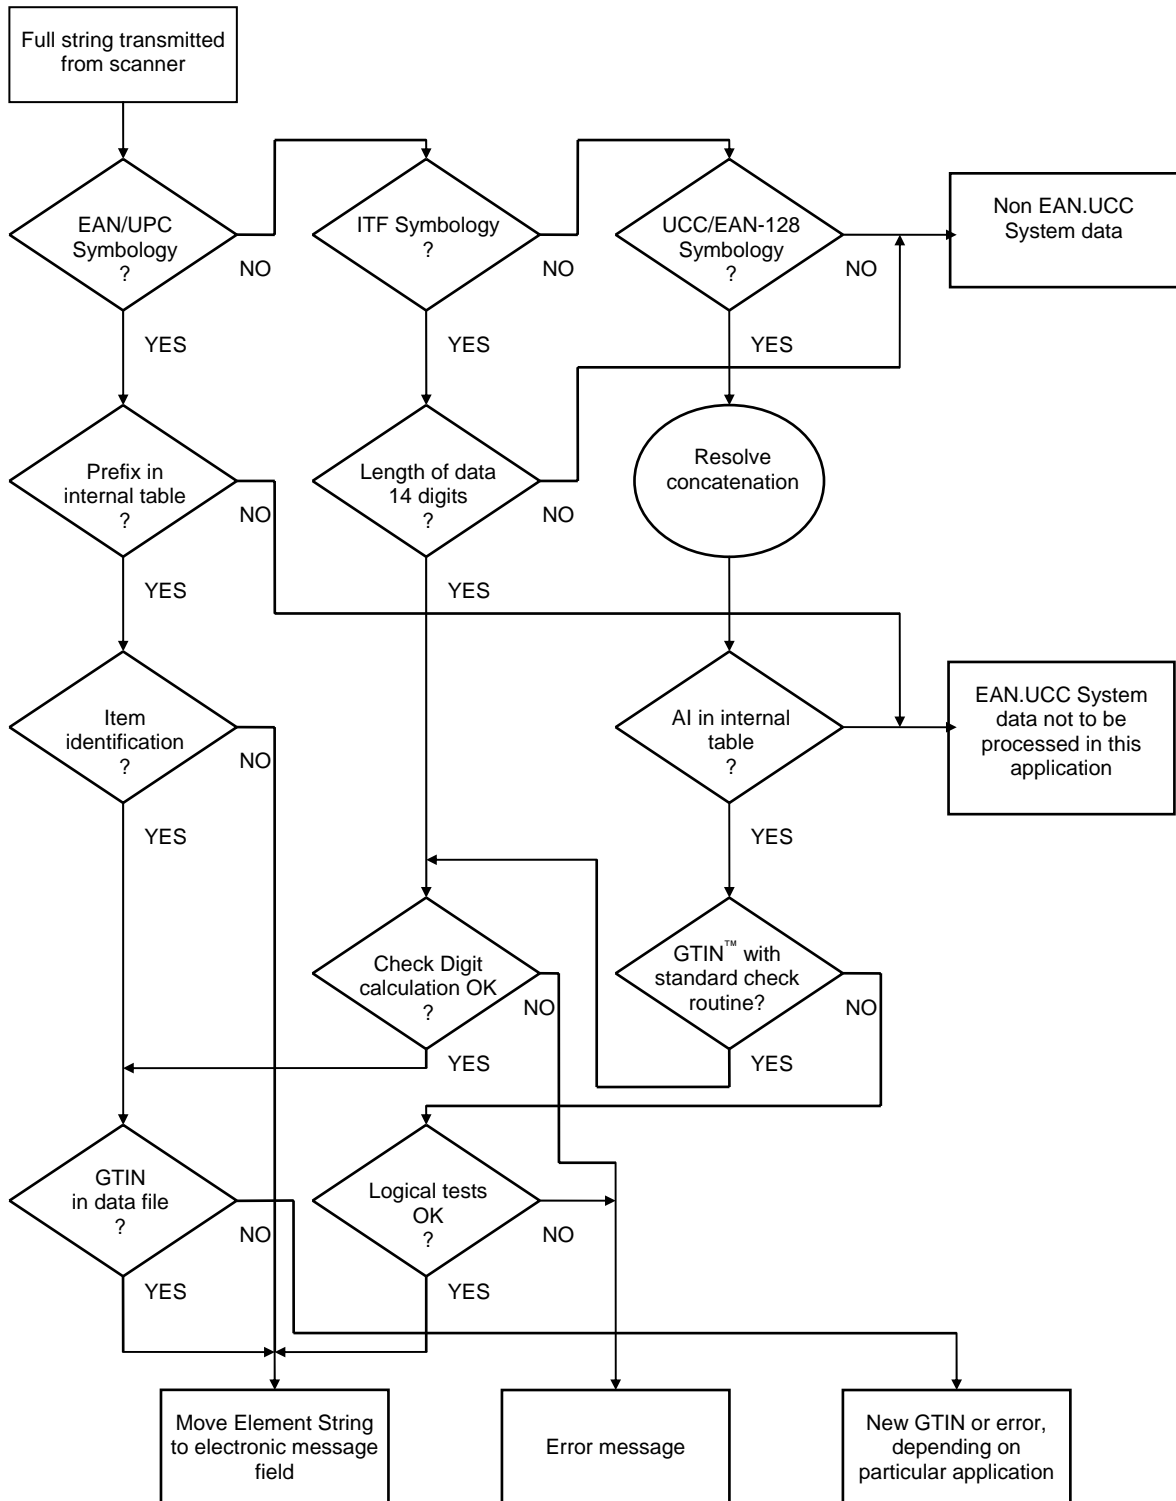 Full string transmitted
from scanner
EAN/UPC
Symbology
?
NO
YES
ITF Symbology
?
NO
YES
UCC/EAN-128
Symbology
?
NO
YES
Non EAN.UCC
System data
Prefix in
internal table
?
NO
YES
Length of data
14 digits
?
NO
YES
Resolve
concatenation
Item
identification
?
NO
YES
AI in internal
table
?
YES
EAN.UCC System
data not to be
processed in this
application
Check Digit
calculation OK
?
NO
YES
GTIN™ with
standard check
routine?
NO
YES
GTIN
in data file
?
NO
YES
Logical tests
OK
?
NO
YES
Move Element String
to electronic message
field
Error message
New GTIN or error,
depending on
particular application